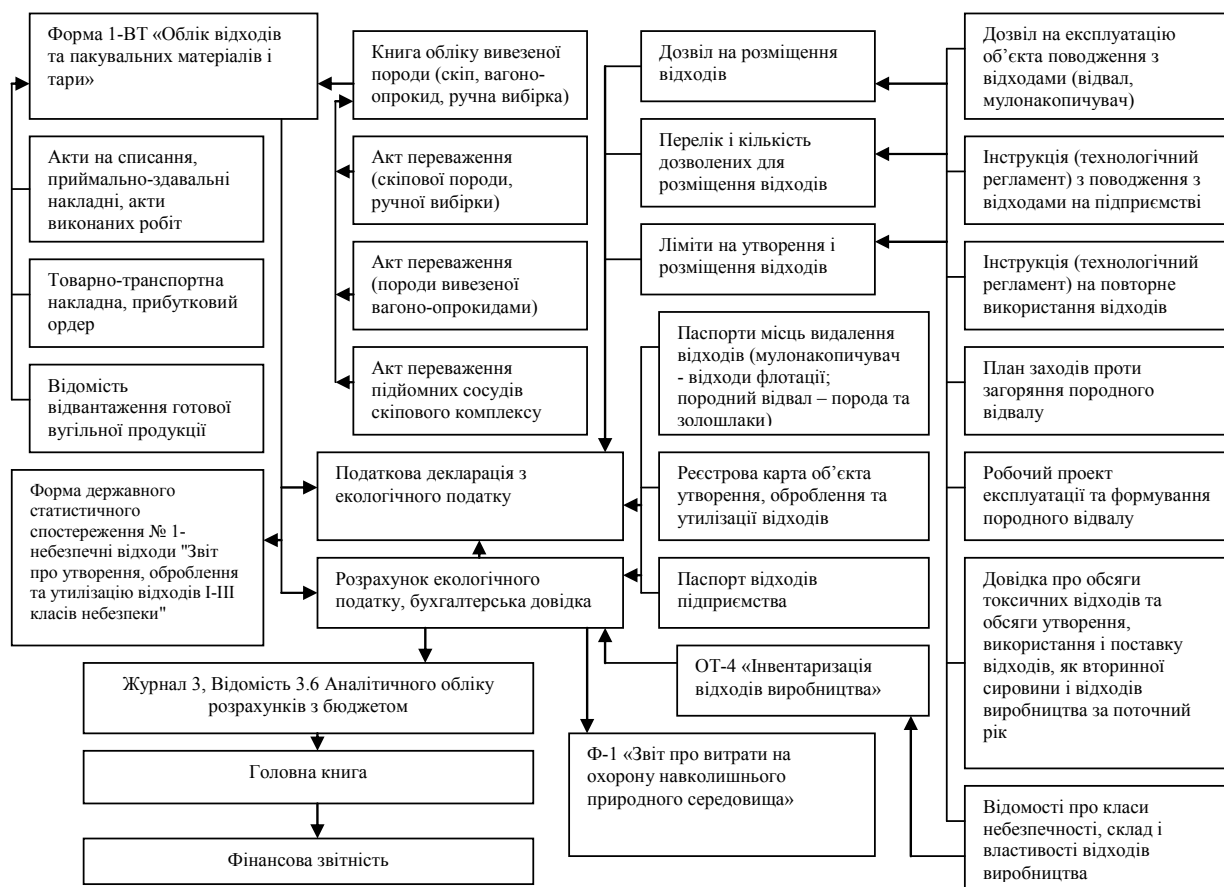 Форма 1-ВТ «Облік відходів
та пакувальних матеріалів і
тари»
Акти на списання,
приймально-здавальні
накладні, акти
виконаних робіт
Товарно-транспортна
накладна, прибутковий
ордер
Відомість
відвантаження готової
вугільної продукції
Форма державного
статистичного
спостереження № 1-
небезпечні відходи "Звіт
про утворення, оброблення
та утилізацію відходів I-III
класів небезпеки"
Книга обліку вивезеної
породи (скіп, вагоно-
опрокид, ручна вибірка)
Акт переваження
(скіпової породи,
ручної вибірки)
Акт переваження
(породи вивезеної
вагоно-опрокидами)
Акт переваження
підйомних сосудів
скіпового комплексу
Податкова декларація з
екологічного податку
Розрахунок екологічного
податку, бухгалтерська довідка
Журнал 3, Відомість 3.6 Аналітичного обліку
розрахунків з бюджетом
Головна книга
Фінансова звітність
Дозвіл на розміщення
відходів
Перелік і кількість
дозволених для
розміщення відходів
Ліміти на утворення і
розміщення відходів
Паспорти місць видалення
відходів (мулонакопичувач
- відходи флотації;
породний відвал – порода та
золошлаки)
Реєстрова карта об’єкта
утворення, оброблення та
утилізації відходів
Паспорт відходів
підприємства
ОТ-4 «Інвентаризація
відходів виробництва»
Ф-1 «Звіт про витрати на
охорону навколишнього
природного середовища»
Дозвіл на експлуатацію
об’єкта поводження з
відходами (відвал,
мулонакопичувач)
Інструкція (технологічний
регламент) з поводження з
відходами на підприємстві
Інструкція (технологічний
регламент) на повторне
використання відходів
План заходів проти
загоряння породного
відвалу
Робочий проект
експлуатації та формування
породного відвалу
Довідка про обсяги
токсичних відходів та
обсяги утворення,
використання і поставку
відходів, як вторинної
сировини і відходів
виробництва за поточний
рік
Відомості про класи
небезпечності, склад і
властивості відходів
виробництва